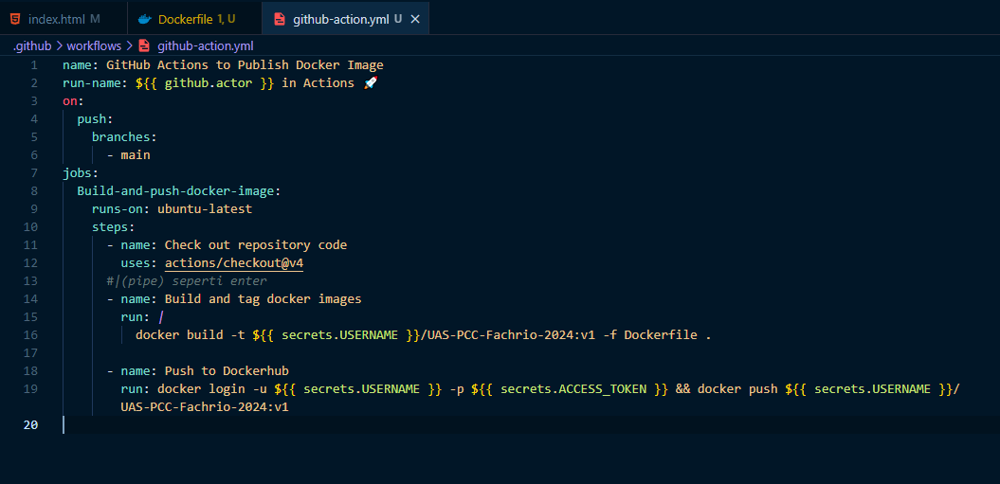 index.html M Dockerfile 1, U github-action.yml U
.github > workflows > github-action.yml
1 name: GitHub Actions to Publish Docker Image
2 run-name: ${{ github.actor }} in Actions 🚀
3 on:
4 push:
5 branches:
6 - main
7 jobs:
8 Build-and-push-docker-image:
9 runs-on: ubuntu-latest
10 steps:
11 - name: Check out repository code
12 uses: actions/checkout@v4
13 #|(pipe) seperti enter
14 - name: Build and tag docker images
15 run: |
16 docker build -t ${{ secrets.USERNAME }}/UAS-PCC-Fachrio-2024:v1 -f Dockerfile .
17
18 - name: Push to Dockerhub
19 run: docker login -u ${{ secrets.USERNAME }} -p ${{ secrets.ACCESS_TOKEN }} && docker push ${{ secrets.USERNAME }}/
UAS-PCC-Fachrio-2024:v1
20